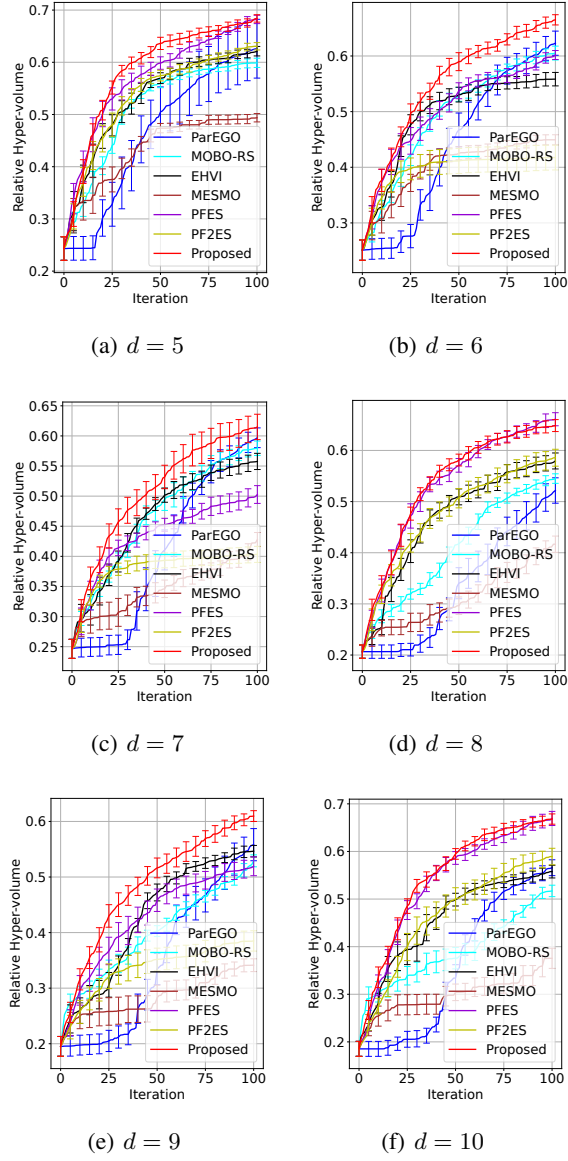 0.7
0.6
0.5
0.4
0.3
0.2
Relative Hyper-volume
ParEGO
MOBO-RS
EHVI
MESMO
PFES
PF2ES
Proposed
0 25 50 75 100
Iteration
(a) d = 5
0.7
0.6
0.5
0.4
0.3
Relative Hyper-volume
ParEGO
MOBO-RS
EHVI
MESMO
PFES
PF2ES
Proposed
0 25 50 75 100
Iteration
(b) d = 6
0.65
0.60
0.55
0.50
0.45
0.40
0.35
0.30
0.25
Relative Hyper-volume
ParEGO
MOBO-RS
EHVI
MESMO
PFES
PF2ES
Proposed
0 25 50 75 100
Iteration
(c) d = 7
0.6
0.5
0.4
0.3
0.2
Relative Hyper-volume
ParEGO
MOBO-RS
EHVI
MESMO
PFES
PF2ES
Proposed
0 25 50 75 100
Iteration
(d) d = 8
0.6
0.5
0.4
0.3
0.2
Relative Hyper-volume
ParEGO
MOBO-RS
EHVI
MESMO
PFES
PF2ES
Proposed
0 25 50 75 100
Iteration
(e) d = 9
0.7
0.6
0.5
0.4
0.3
0.2
Relative Hyper-volume
ParEGO
MOBO-RS
EHVI
MESMO
PFES
PF2ES
Proposed
0 25 50 75 100
Iteration
(f) d = 10